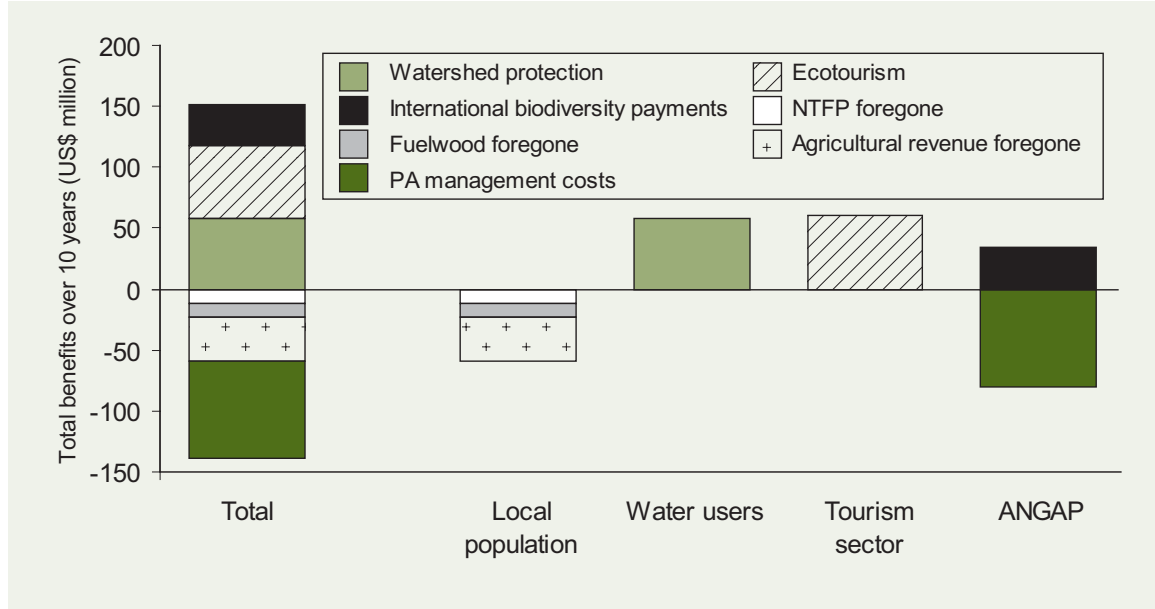 Total benefits over 10 years (US$ million)
200
150
100
50
0
-50
-100
-150
Watershed protection
International biodiversity payments
Fuelwood foregone
PA management costs
Ecotourism
NTFP foregone
Agricultural revenue foregone
Total
Local
population
Water users
Tourism
sector
ANGAP